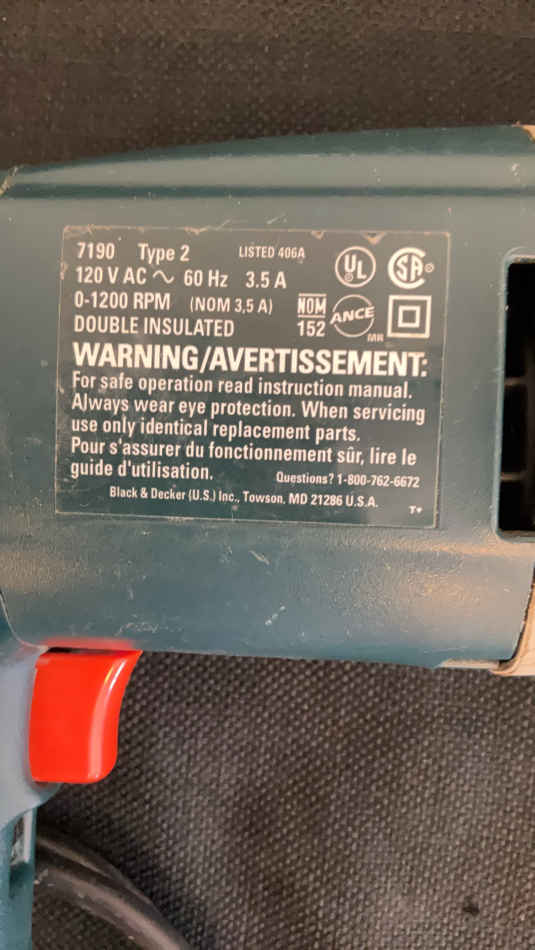 7190 Type 2 LISTED 406A
120 V AC ~ 60 Hz 3.5 A
0-1200 RPM (NOM 3,5 A)
DOUBLE INSULATED
UL
SA
NOM
152
ANCE
MR
WARNING/AVERTISSEMENT:
For safe operation read instruction manual.
Always wear eye protection. When servicing
use only identical replacement parts.
Pour s'assurer du fonctionnement sûr, lire le
guide d'utilisation. Questions? 1-800-762-6672
Black & Decker (U.S.) Inc., Towson, MD 21286 U.S.A.